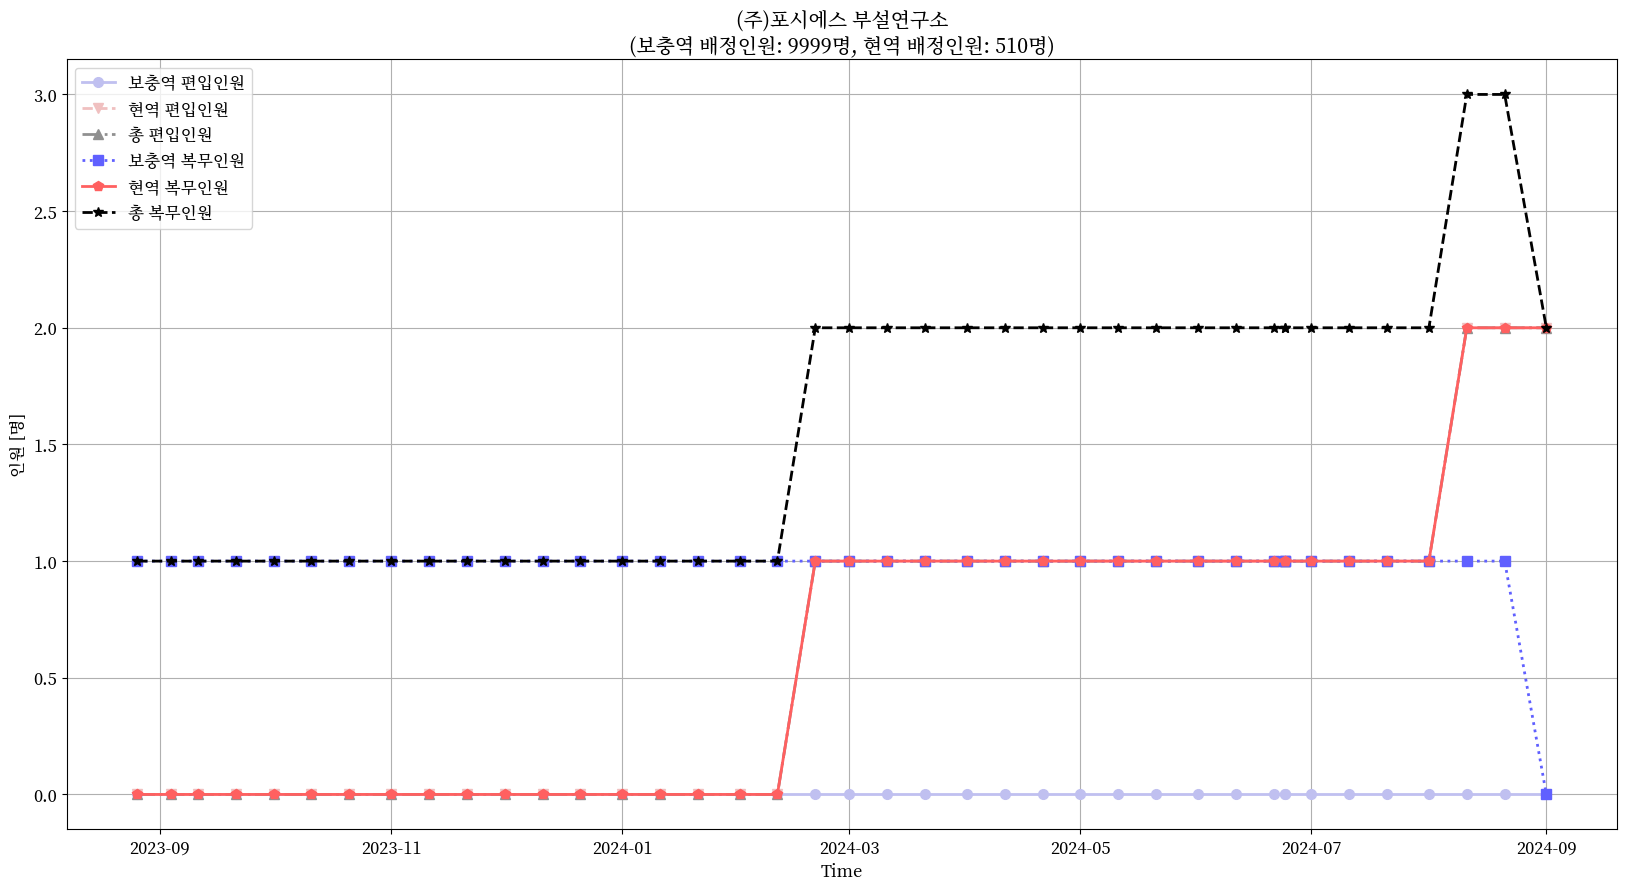 (주)포시에스 부설연구소
(보충역 배정인원: 9999명, 현역 배정인원: 510명)
보충역 편입인원
현역 편입인원
총 편입인원
보충역 복무인원
현역 복무인원
총 복무인원
인원 [명]
3.0
2.5
2.0
1.5
1.0
0.5
0.0
2023-09
2023-11
2024-01
2024-03
2024-05
2024-07
2024-09
Time